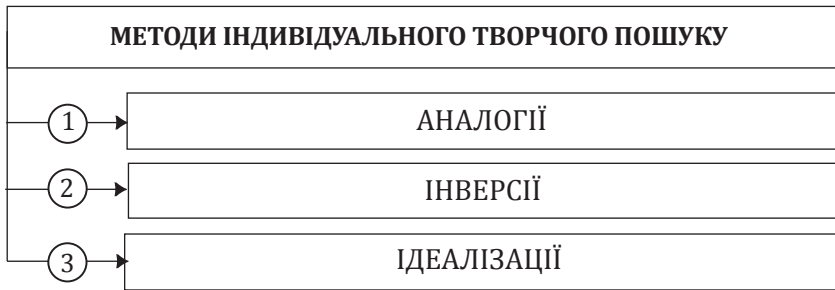 МЕТОДИ ІНДИВІДУАЛЬНОГО ТВОРЧОГО ПОШУКУ
1 АНАЛОГІЇ
2 ІНВЕРСІЇ
3 ІДЕАЛІЗАЦІЇ